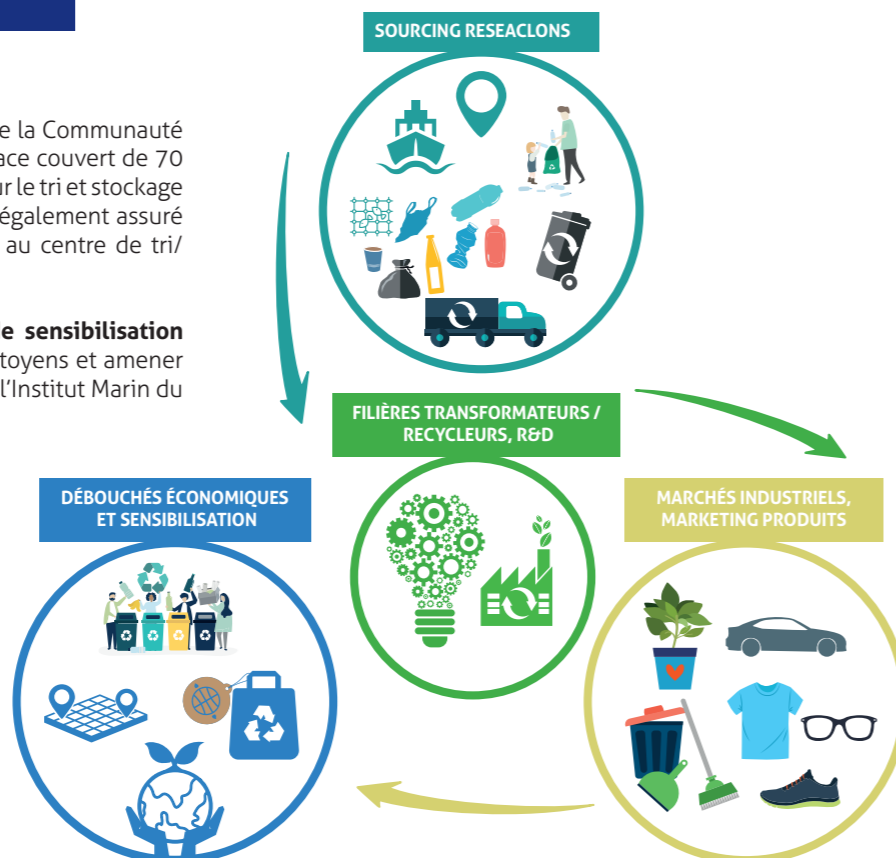 e la Communauté
ace couvert de 70
ur le tri et stockage
également assuré
au centre de tri/
e sensibilisation
toyens et amener
l'Institut Marin du
SOURCING RESEACLONS
FILIÈRES TRANSFORMATEURS /
RECYCLEURS, R&D
DÉBOUCHÉS ÉCONOMIQUES
ET SENSIBILISATION
MARCHÉS INDUSTRIELS,
MARKETING PRODUITS